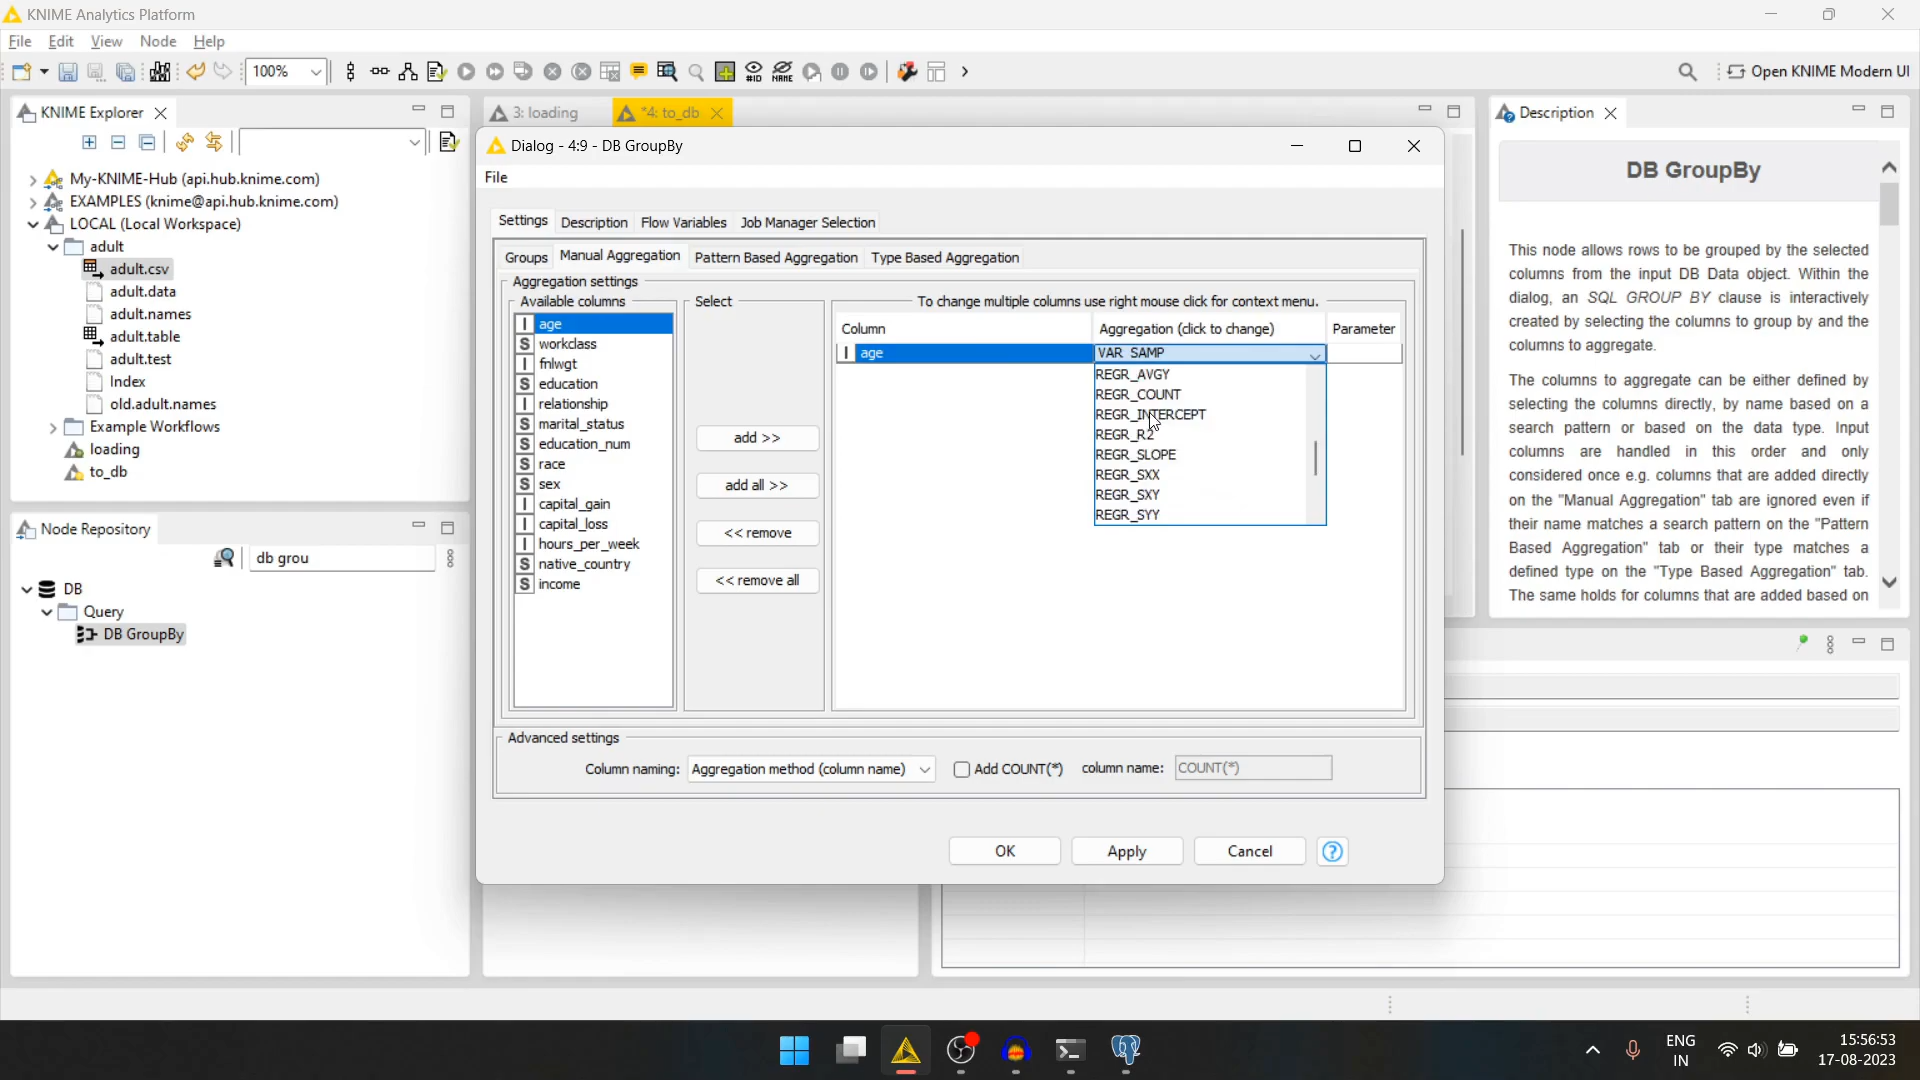 KNIME Analytics Platform
File Edit View Node Help
100%
#ID
NAME
Open KNIME Modern UI
KNIME Explorer
3: loading
*4: to_db
Description
My-KNIME-Hub (api.hub.knime.com)
EXAMPLES (knime@api.hub.knime.com)
LOCAL (Local Workspace)
adult
adult.csv
adult.data
adult.names
adult.table
adult.test
Index
old.adult.names
Example Workflows
loading
to_db
Node Repository
db grou
DB
Query
DB GroupBy
Dialog - 4:9 - DB GroupBy
File
Settings Description Flow Variables Job Manager Selection
Groups Manual Aggregation Pattern Based Aggregation Type Based Aggregation
Aggregation settings
Available columns
I age
S workclass
I fnlwgt
S education
I relationship
S marital_status
S education_num
S race
S sex
I capital_gain
I capital_loss
I hours_per_week
S native_country
S income
Select
add >>
add all >>
<< remove
<< remove all
To change multiple columns use right mouse click for context menu.
Column Aggregation (click to change) Parameter
I age VAR_SAMP
REGR_AVGY
REGR_COUNT
REGR_INTERCEPT
REGR_R2
REGR_SLOPE
REGR_SXX
REGR_SXY
REGR_SYY
Advanced settings
Column naming: Aggregation method (column name) Add COUNT(*) column name: COUNT(*)
OK Apply Cancel ?
DB GroupBy
This node allows rows to be grouped by the selected
columns from the input DB Data object. Within the
dialog, an SQL GROUP BY clause is interactively
created by selecting the columns to group by and the
columns to aggregate.
The columns to aggregate can be either defined by
selecting the columns directly, by name based on a
search pattern or based on the data type. Input
columns are handled in this order and only
considered once e.g. columns that are added directly
on the "Manual Aggregation" tab are ignored even if
their name matches a search pattern on the "Pattern
Based Aggregation" tab or their type matches a
defined type on the "Type Based Aggregation" tab.
The same holds for columns that are added based on
ENG
IN
15:56:53
17-08-2023